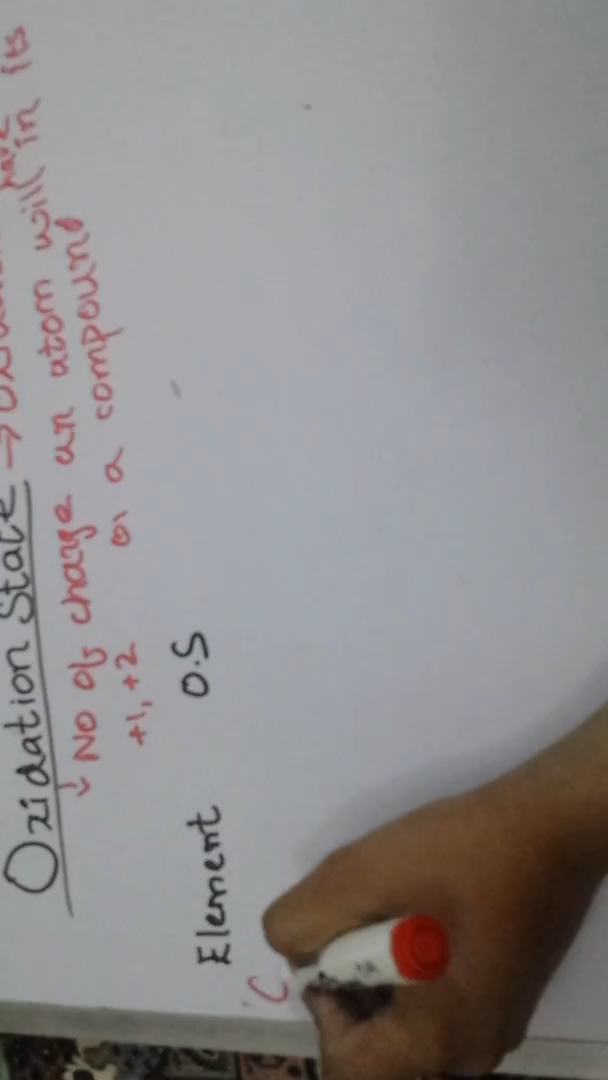 Oxidation State →
have
↳ No of charge an atom will in its
+1, +2 or a compound
Element O.S
C